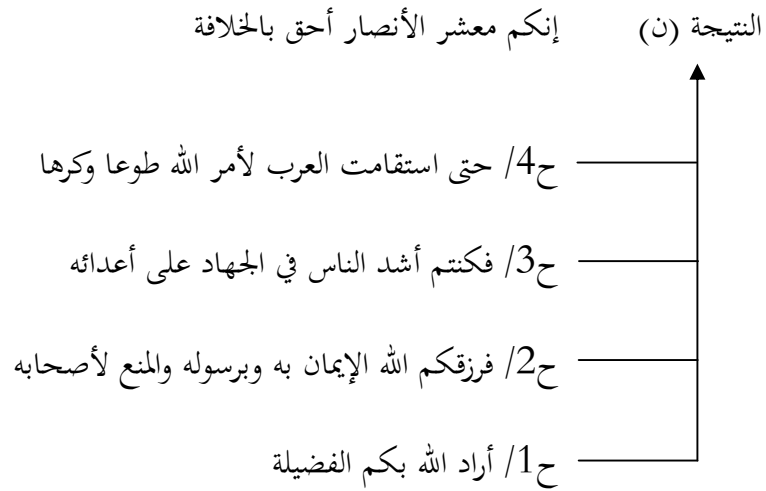 النتيجة (ن) إنكم معشر الأنصار أحق بالخلافة
ح4/ حتى استقامت العرب لأمر الله طوعا وكرها
ح3/ فكنتم أشد الناس في الجهاد على أعدائه
ح2/ فرزقكم الله الإيمان به وبرسوله والمنع لأصحابه
ح1/ أراد الله بكم الفضيلة